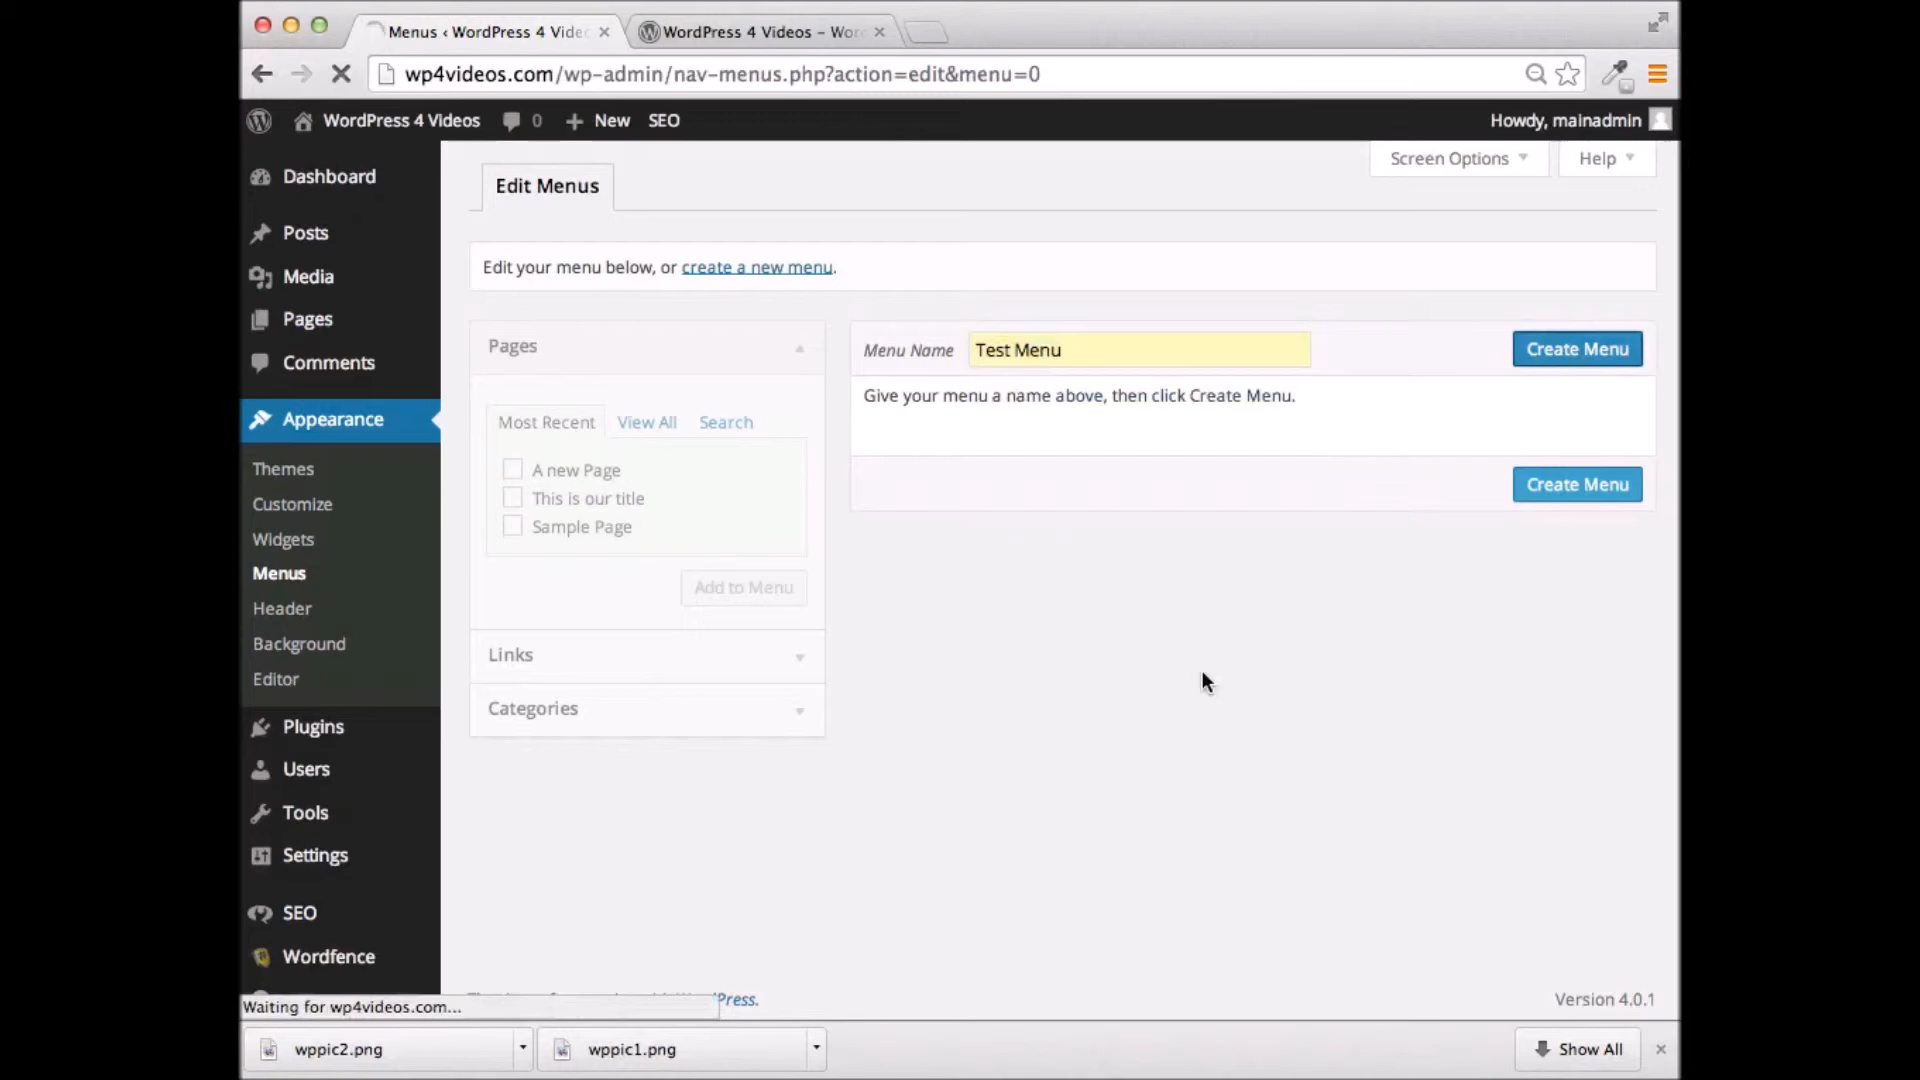 Menus ‹ WordPress 4 Vide
WordPress 4 Videos – Wor
wp4videos.com/wp-admin/nav-menus.php?action=edit&menu=0
WordPress 4 Videos 0 New SEO
Howdy, mainadmin
Screen Options
Help
Dashboard
Posts
Media
Pages
Comments
Appearance
Themes
Customize
Widgets
Menus
Header
Background
Editor
Plugins
Users
Tools
Settings
SEO
Wordfence
Edit Menus
Edit your menu below, or create a new menu.
Pages
Most Recent View All Search
A new Page
This is our title
Sample Page
Add to Menu
Links
Categories
Menu Name Test Menu
Create Menu
Give your menu a name above, then click Create Menu.
Create Menu
Press.
Version 4.0.1
Waiting for wp4videos.com...
wppic2.png
wppic1.png
Show All